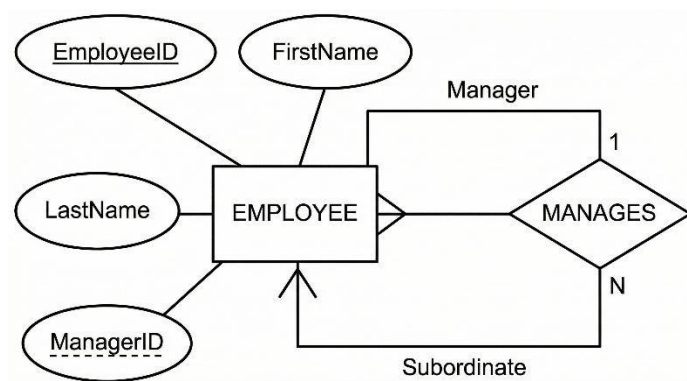 EmployeeID
FirstName
Manager
1
LastName
EMPLOYEE
MANAGES
N
ManagerID
Subordinate